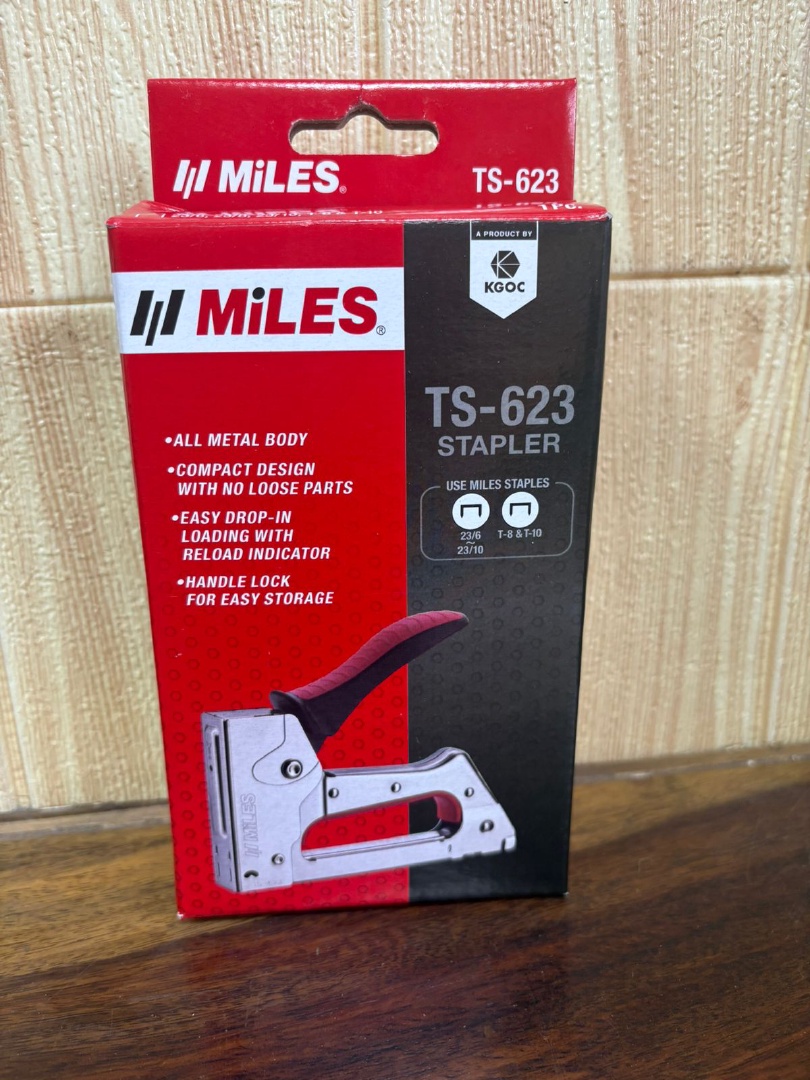 MiLES®
TS-623
A PRODUCT BY
KGOC
MiLES®
TS-623
STAPLER
•ALL METAL BODY
•COMPACT DESIGN
WITH NO LOOSE PARTS
•EASY DROP-IN
LOADING WITH
RELOAD INDICATOR
•HANDLE LOCK
FOR EASY STORAGE
USE MILES STAPLES
23/6
~
23/10
T-8 & T-10
MiLES